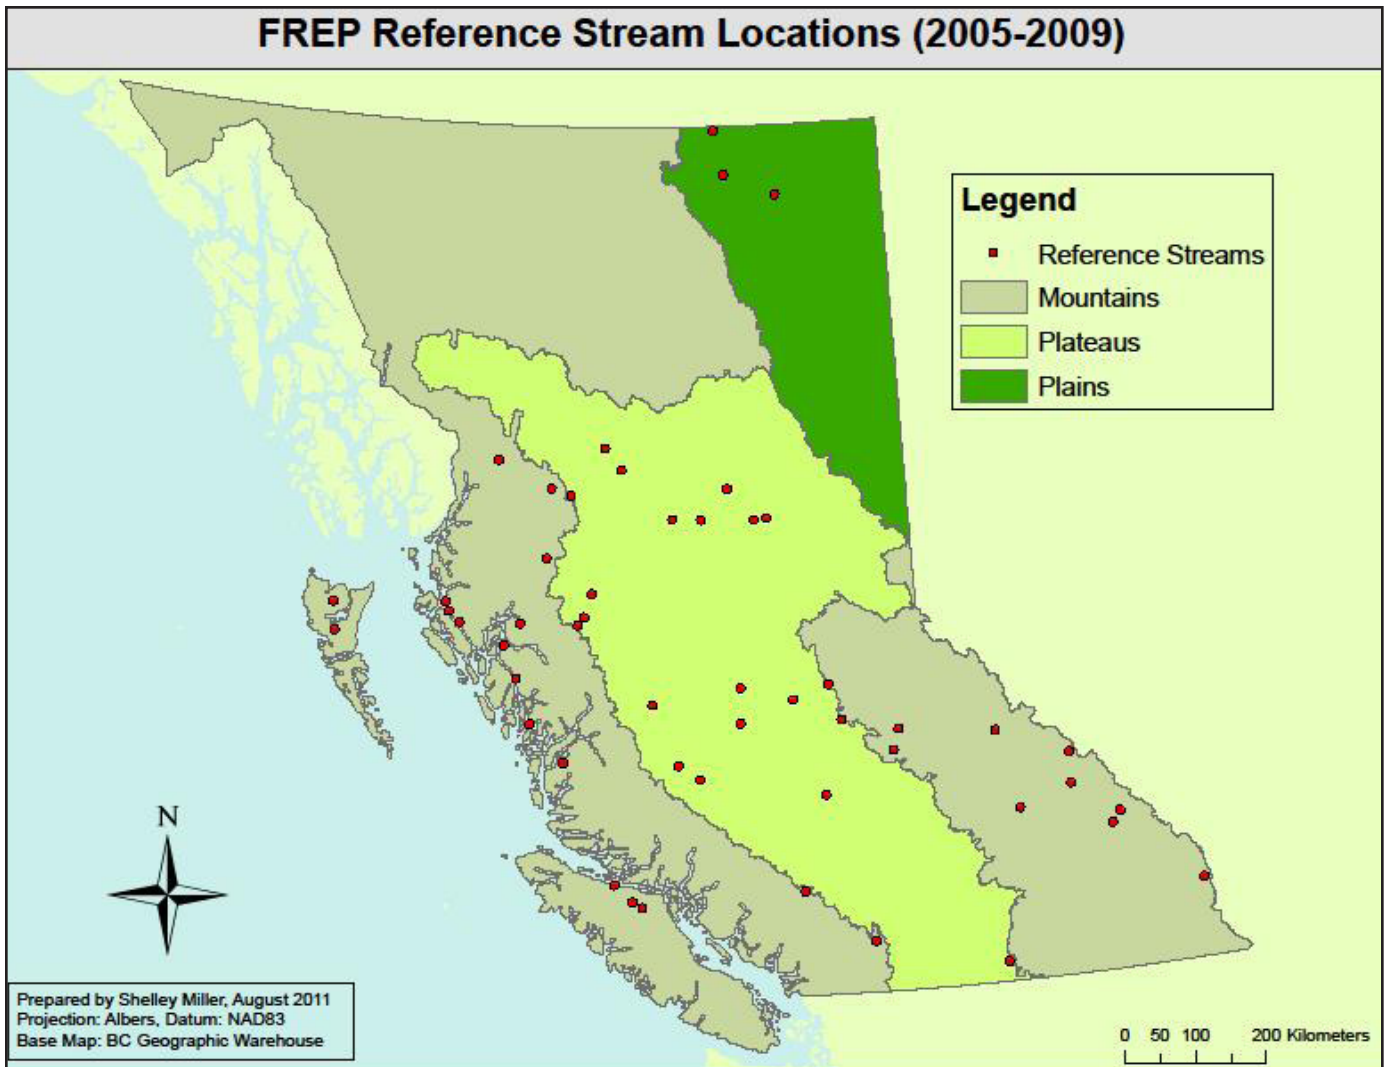 FREP Reference Stream Locations (2005-2009)
Legend
Reference Streams
Mountains
Plateaus
Plains
N
Prepared by Shelley Miller, August 2011
Projection: Albers, Datum: NAD83
Base Map: BC Geographic Warehouse
0 50 100 200 Kilometers